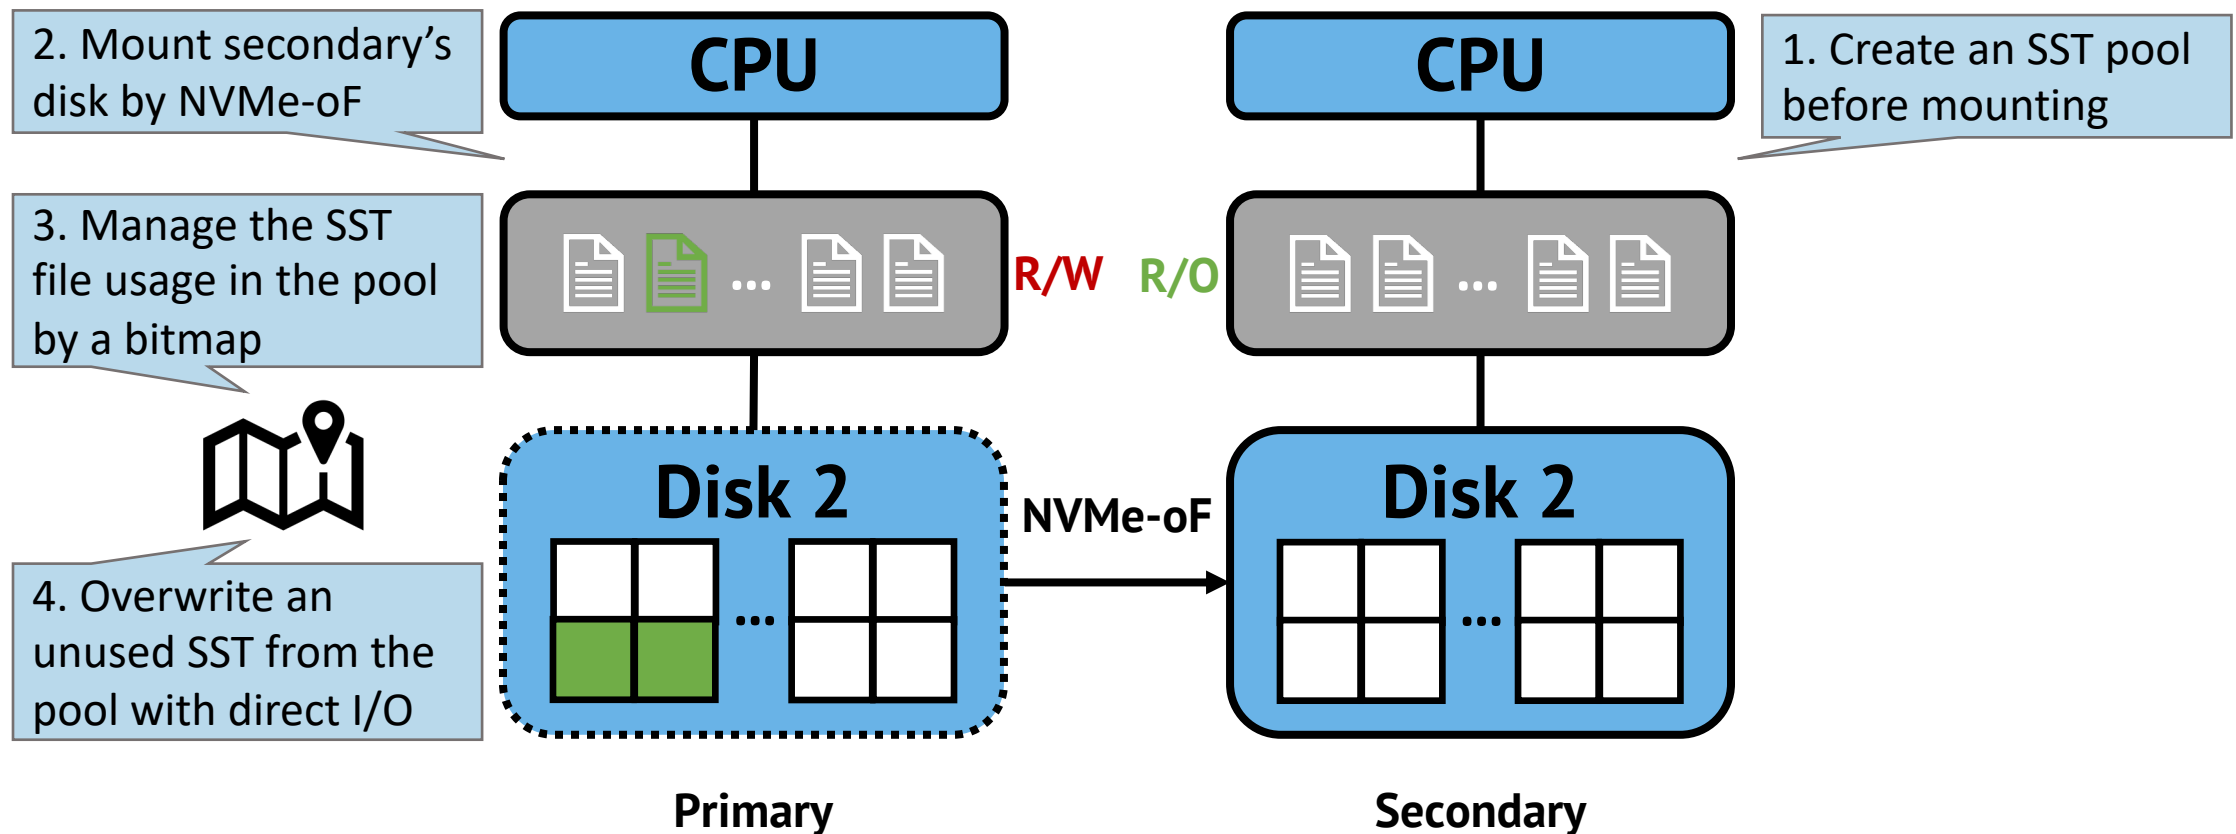 2. Mount secondary’s
disk by NVMe-oF
CPU
CPU
1. Create an SST pool
before mounting
3. Manage the SST
file usage in the pool
by a bitmap
...
R/W
R/O
...
Disk 2
...
NVMe-oF
Disk 2
...
4. Overwrite an
unused SST from the
pool with direct I/O
Primary
Secondary